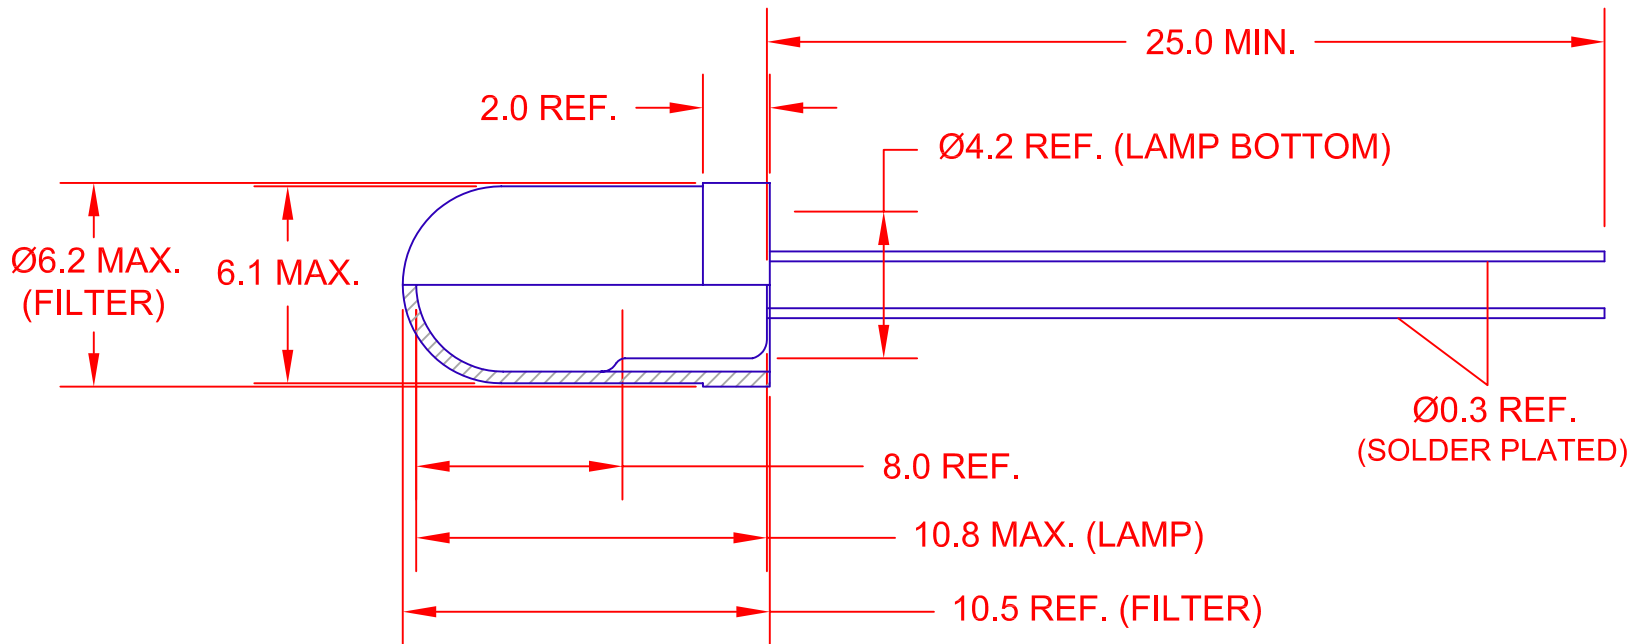 25.0 MIN.
2.0 REF.
Ø4.2 REF. (LAMP BOTTOM)
Ø6.2 MAX.
(FILTER)
6.1 MAX.
Ø0.3 REF.
(SOLDER PLATED)
8.0 REF.
10.8 MAX. (LAMP)
10.5 REF. (FILTER)